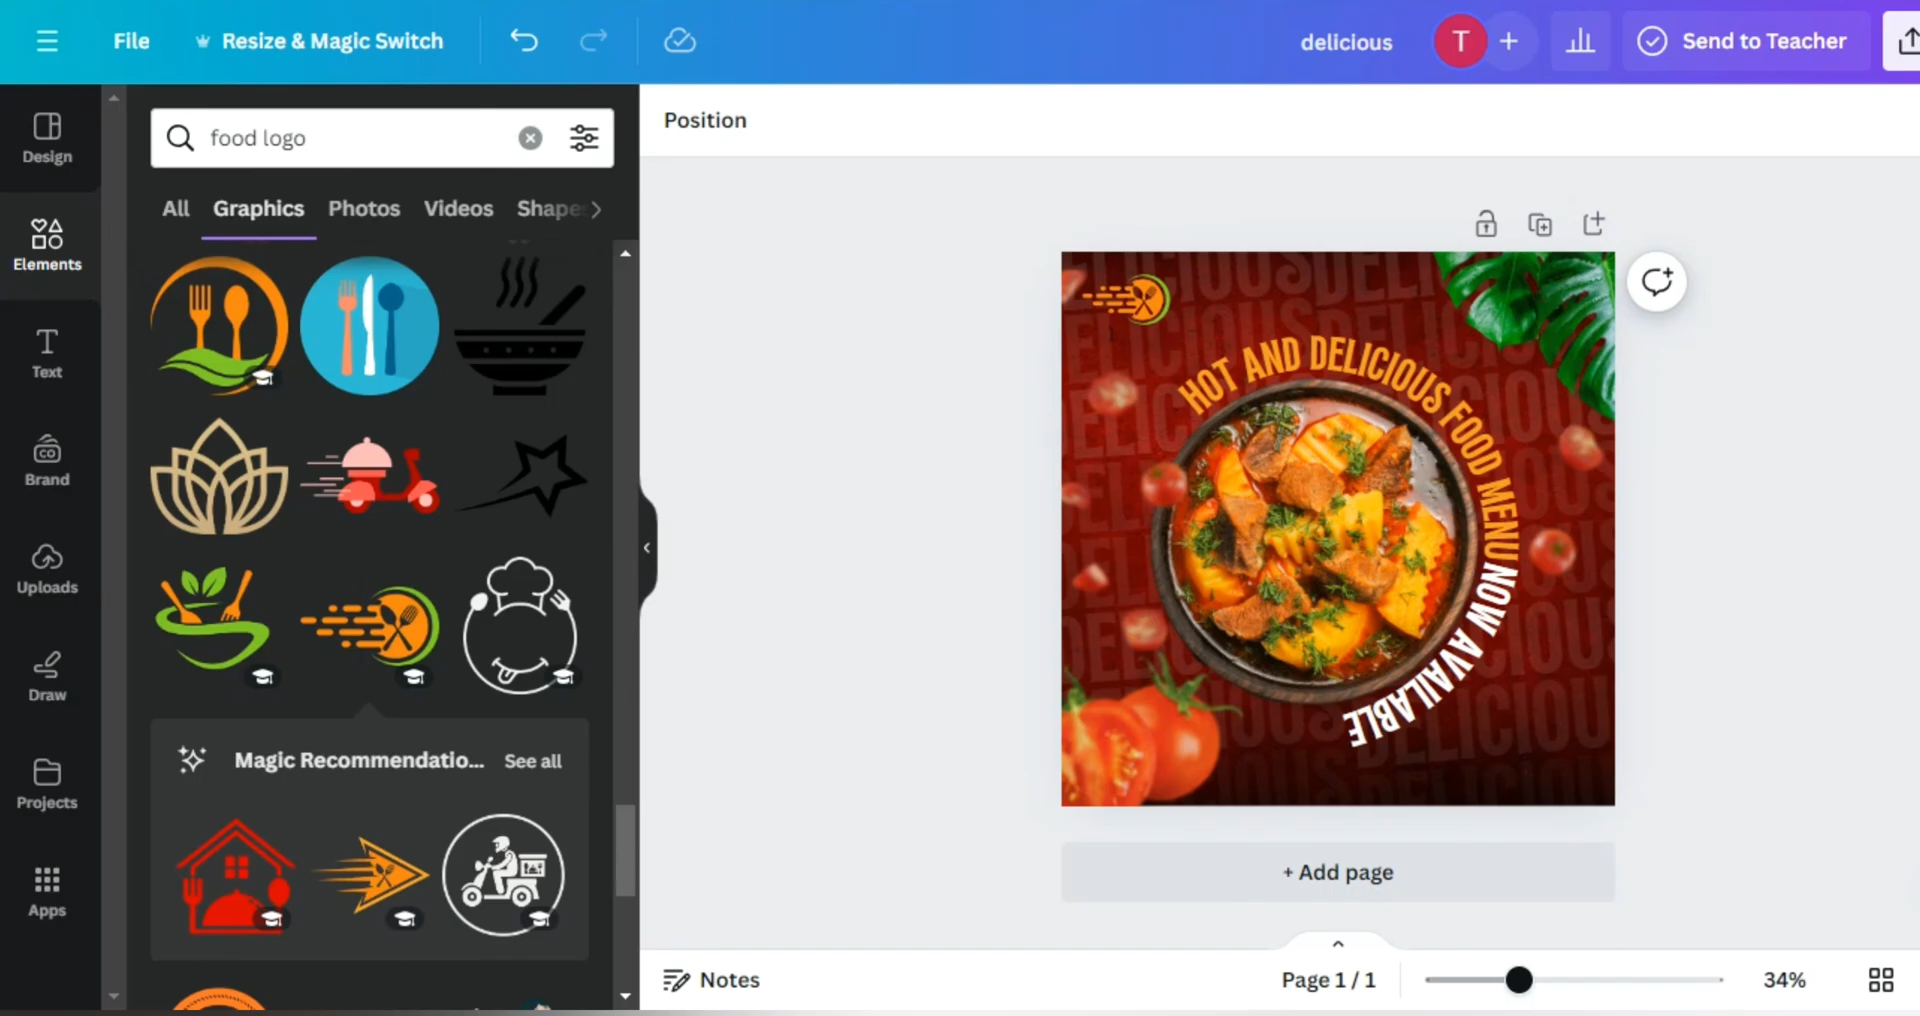 File
Resize & Magic Switch
delicious
T
+
Send to Teacher
Design
Elements
Text
CO
Brand
Uploads
Draw
Projects
Apps
food logo
All
Graphics
Photos
Videos
Shape
Magic Recommendatio...
See all
Position
HOT AND DELICIOUS FOOD MENU NOW AVAILABLE
DELICIOUS
+ Add page
Notes
Page 1 / 1
34%